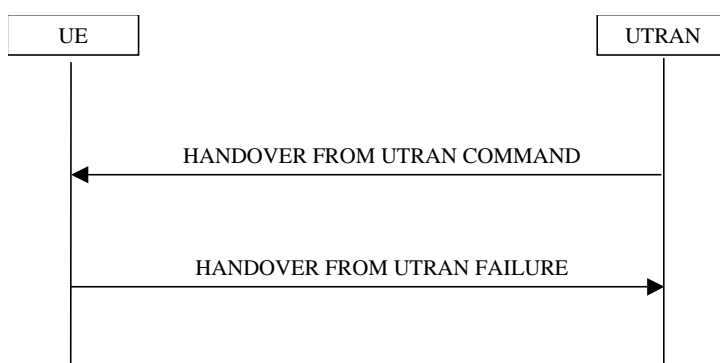 UE
UTRAN
HANDOVER FROM UTRAN COMMAND
HANDOVER FROM UTRAN FAILURE